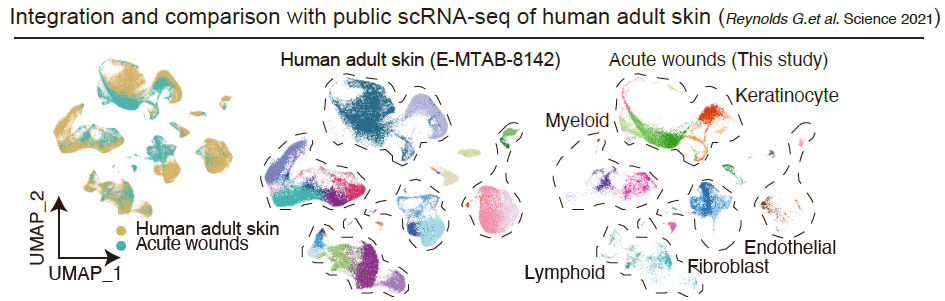 Integration and comparison with public scRNA-seq of human adult skin (Reynolds G.et al. Science 2021)
Human adult skin (E-MTAB-8142)
Acute wounds (This study)
Keratinocyte
Myeloid
UMAP_2
Human adult skin
Acute wounds
UMAP_1
Endothelial
Fibroblast
Lymphoid